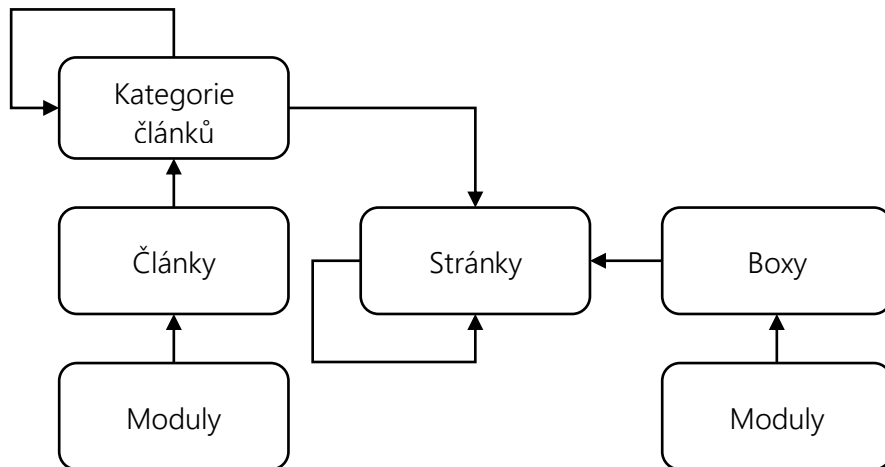 Kategorie
článků
Články
Stránky
Boxy
Moduly
Moduly